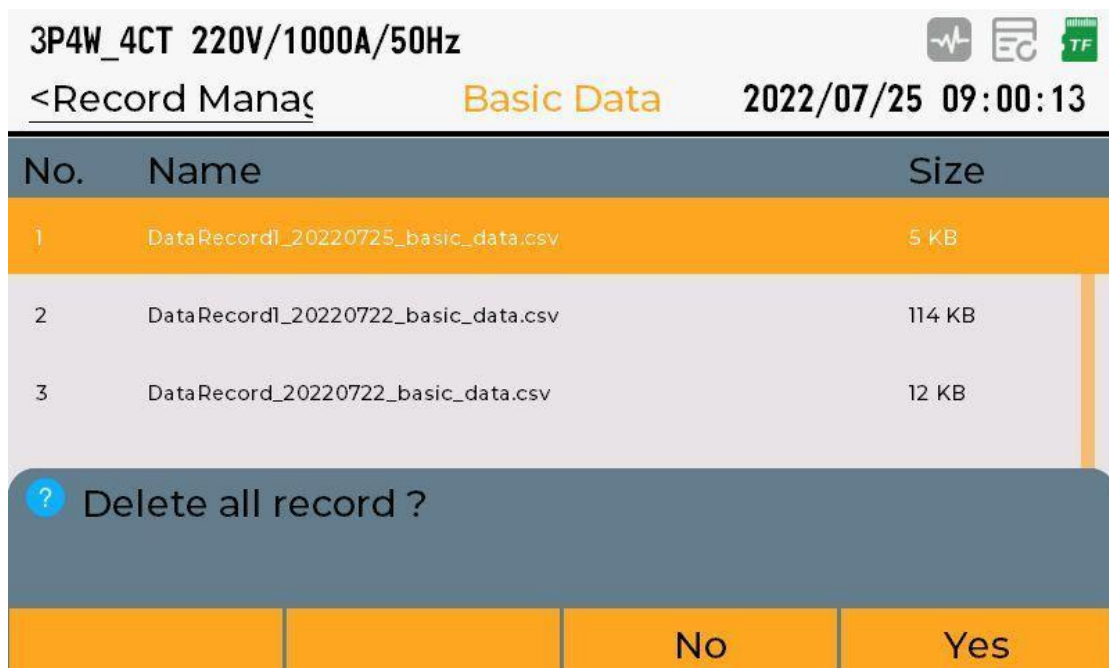 3P4W_4CT 220V/1000A/50Hz TF
<Record Manag Basic Data 2022/07/25 09:00:13
No. Name Size
1 DataRecord1_20220725_basic_data.csv 5 KB
2 DataRecord1_20220722_basic_data.csv 114 KB
3 DataRecord_20220722_basic_data.csv 12 KB
? Delete all record ?
No Yes